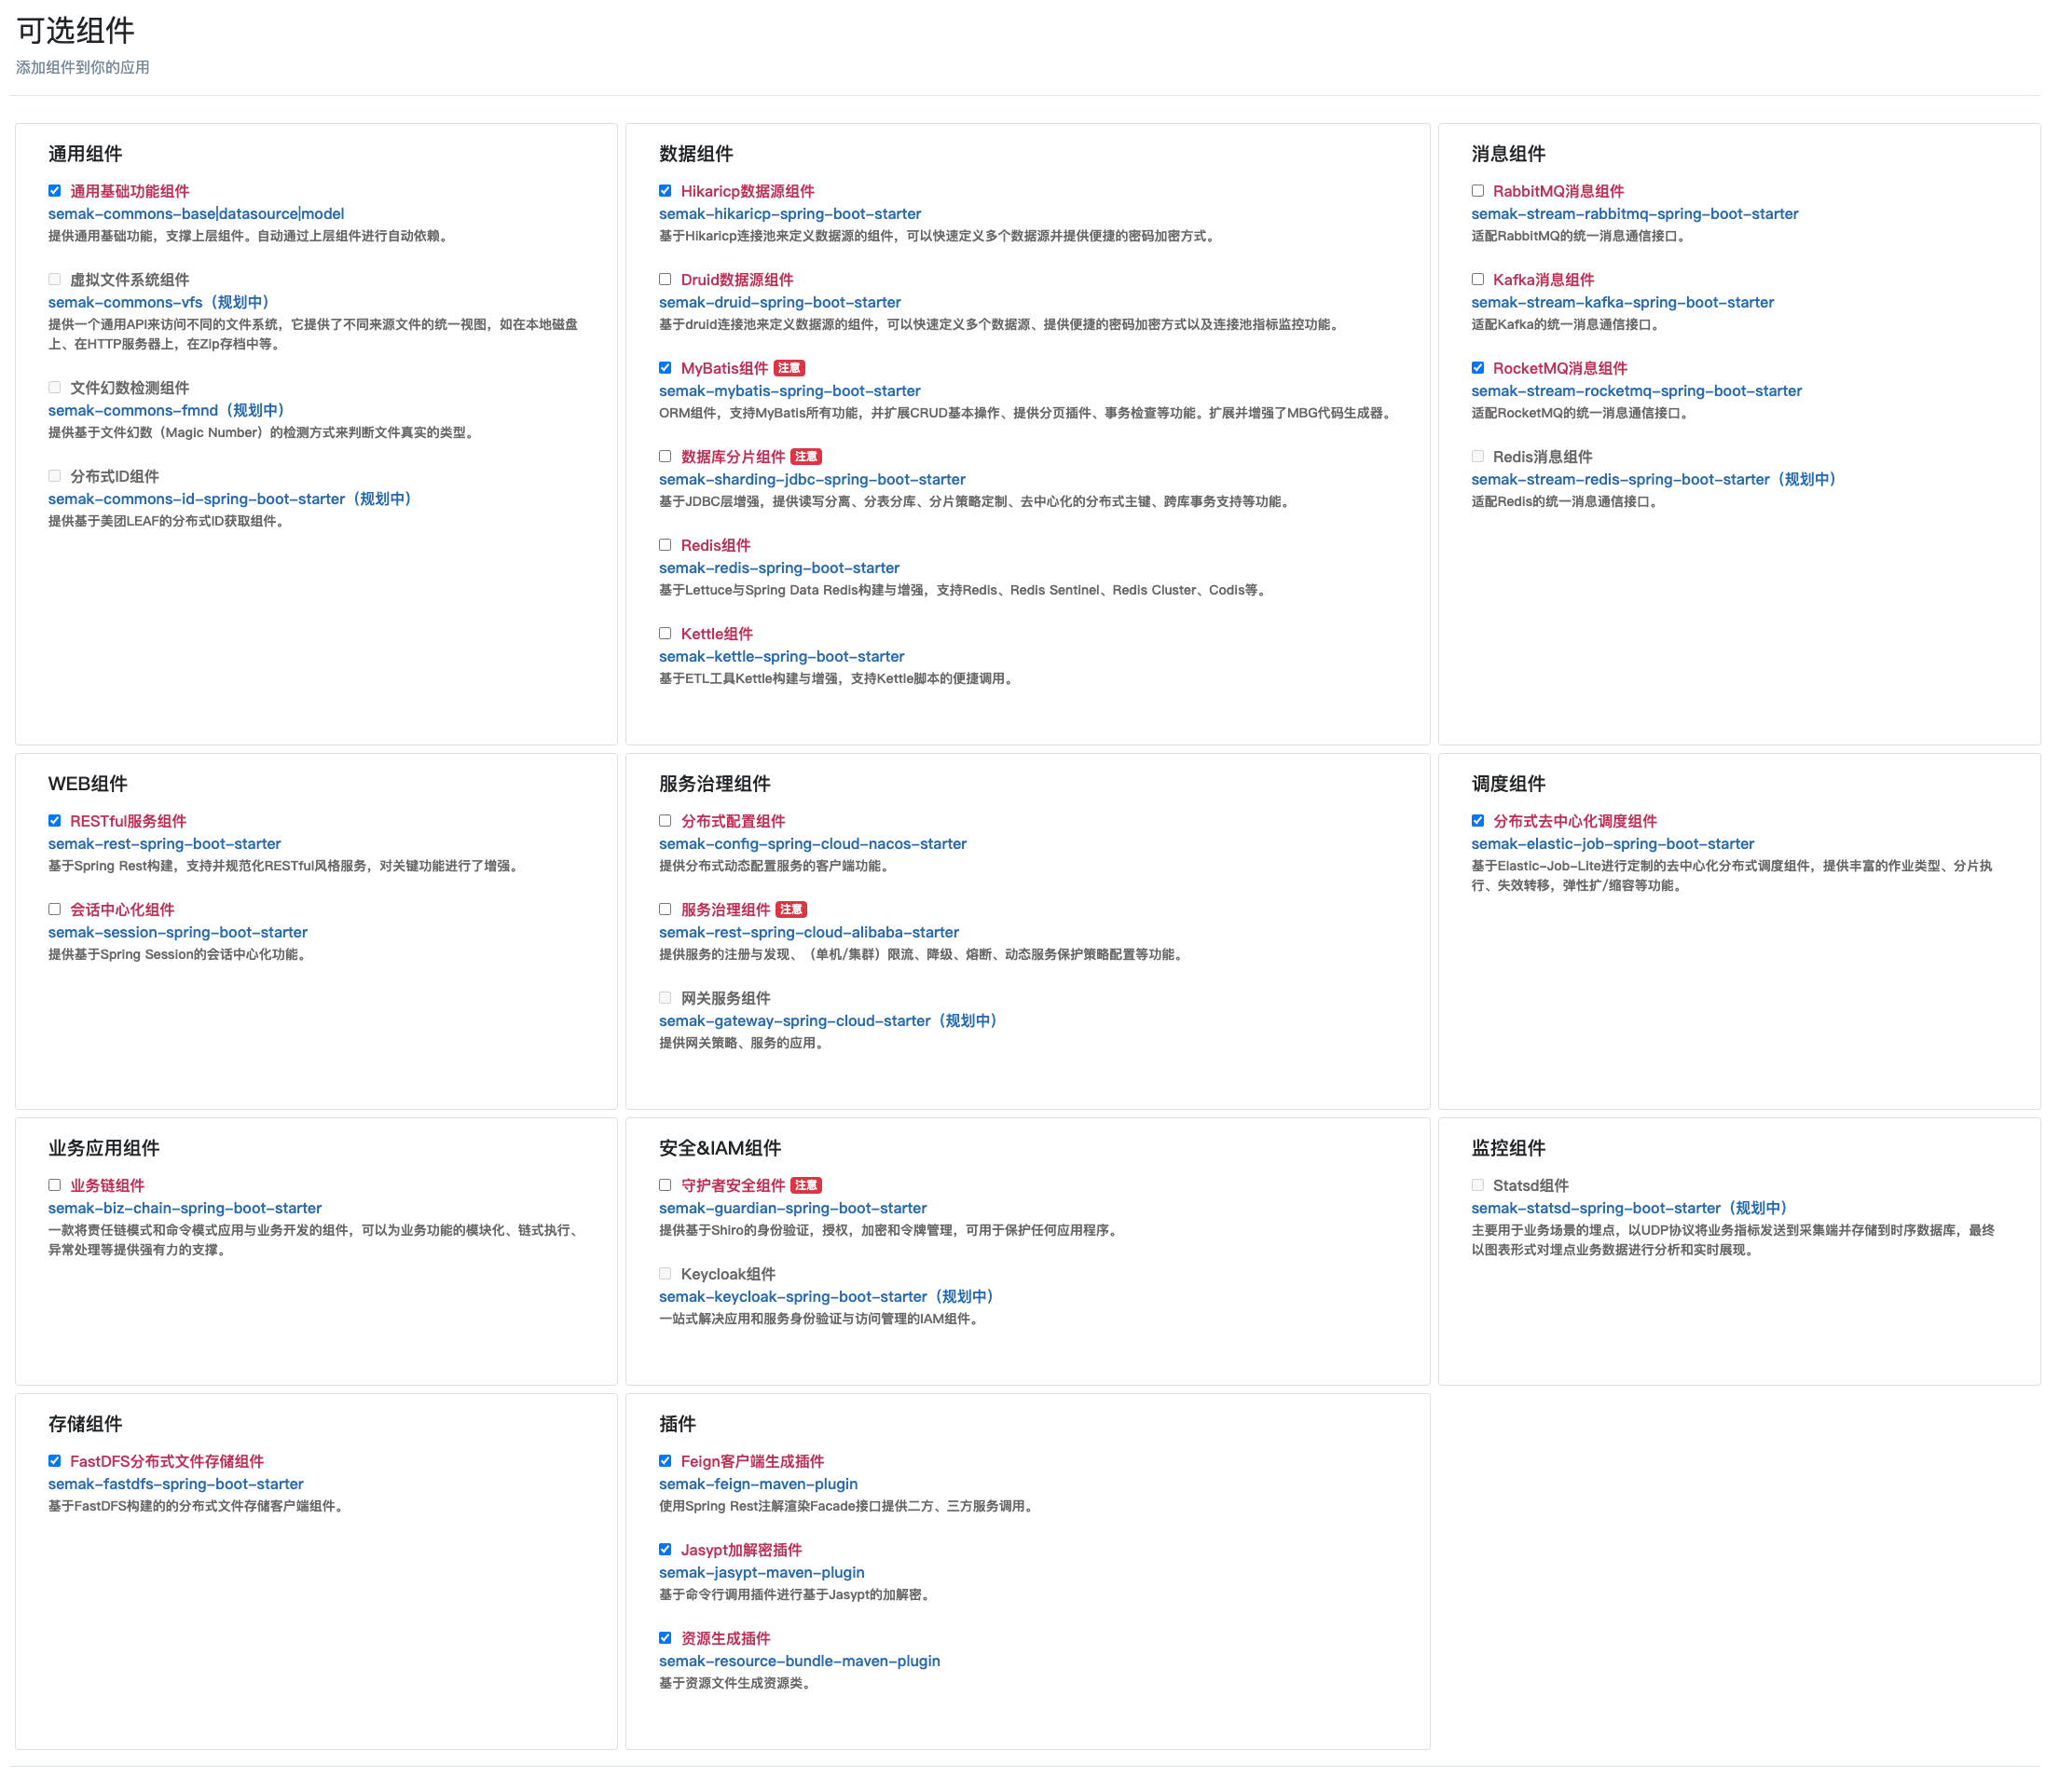 可选组件
添加组件到你的应用
通用组件
通用基础功能组件
semak-commons-base|datasource|model
提供通用基础功能，支撑上层组件。自动通过上层组件进行自动依赖。
虚拟文件系统组件
semak-commons-vfs（规划中）
提供一个通用API来访问不同的文件系统，它提供了不同来源文件的统一视图，如在本地磁盘
上、在HTTP服务器上，在Zip存档中等。
文件幻数检测组件
semak-commons-fmnd（规划中）
提供基于文件幻数（Magic Number）的检测方式来判断文件真实的类型。
分布式ID组件
semak-commons-id-spring-boot-starter（规划中）
提供基于美团LEAF的分布式ID获取组件。
数据组件
Hikaricp数据源组件
semak-hikaricp-spring-boot-starter
基于Hikaricp连接池来定义数据源的组件，可以快速定义多个数据源并提供便捷的密码加密方式。
Druid数据源组件
semak-druid-spring-boot-starter
基于druid连接池来定义数据源的组件，可以快速定义多个数据源、提供便捷的密码加密方式以及连接池指标监控功能。
MyBatis组件 注意
semak-mybatis-spring-boot-starter
ORM组件，支持MyBatis所有功能，并扩展CRUD基本操作、提供分页插件、事务检查等功能。扩展并增强了MBG代码生成器。
数据库分片组件 注意
semak-sharding-jdbc-spring-boot-starter
基于JDBC层增强，提供读写分离、分表分库、分片策略定制、去中心化的分布式主键、跨库事务支持等功能。
Redis组件
semak-redis-spring-boot-starter
基于Lettuce与Spring Data Redis构建与增强，支持Redis、Redis Sentinel、Redis Cluster、Codis等。
Kettle组件
semak-kettle-spring-boot-starter
基于ETL工具Kettle构建与增强，支持Kettle脚本的便捷调用。
消息组件
RabbitMQ消息组件
semak-stream-rabbitmq-spring-boot-starter
适配RabbitMQ的统一消息通信接口。
Kafka消息组件
semak-stream-kafka-spring-boot-starter
适配Kafka的统一消息通信接口。
RocketMQ消息组件
semak-stream-rocketmq-spring-boot-starter
适配RocketMQ的统一消息通信接口。
Redis消息组件
semak-stream-redis-spring-boot-starter（规划中）
适配Redis的统一消息通信接口。
WEB组件
RESTful服务组件
semak-rest-spring-boot-starter
基于Spring Rest构建，支持并规范化RESTful风格服务，对关键功能进行了增强。
会话中心化组件
semak-session-spring-boot-starter
提供基于Spring Session的会话中心化功能。
服务治理组件
分布式配置组件
semak-config-spring-cloud-nacos-starter
提供分布式动态配置服务的客户端功能。
服务治理组件 注意
semak-rest-spring-cloud-alibaba-starter
提供服务的注册与发现、（单机/集群）限流、降级、熔断、动态服务保护策略配置等功能。
网关服务组件
semak-gateway-spring-cloud-starter（规划中）
提供网关策略、服务的应用。
调度组件
分布式去中心化调度组件
semak-elastic-job-spring-boot-starter
基于Elastic-Job-Lite进行定制的去中心化分布式调度组件，提供丰富的作业类型、分片执
行、失效转移，弹性扩/缩容等功能。
业务应用组件
业务链组件
semak-biz-chain-spring-boot-starter
一款将责任链模式和命令模式应用与业务开发的组件，可以为业务功能的模块化、链式执行、
异常处理等提供强有力的支撑。
安全&IAM组件
守护者安全组件 注意
semak-guardian-spring-boot-starter
提供基于Shiro的身份验证，授权，加密和令牌管理，可用于保护任何应用程序。
Keycloak组件
semak-keycloak-spring-boot-starter（规划中）
一站式解决应用和服务身份验证与访问管理的IAM组件。
监控组件
Statsd组件
semak-statsd-spring-boot-starter（规划中）
主要用于业务场景的埋点，以UDP协议将业务指标发送到采集端并存储到时序数据库，最终
以图表形式对埋点业务数据进行分析和实时展现。
存储组件
FastDFS分布式文件存储组件
semak-fastdfs-spring-boot-starter
基于FastDFS构建的的分布式文件存储客户端组件。
插件
Feign客户端生成插件
semak-feign-maven-plugin
使用Spring Rest注解渲染Facade接口提供二方、三方服务调用。
Jasypt加解密插件
semak-jasypt-maven-plugin
基于命令行调用插件进行基于Jasypt的加解密。
资源生成插件
semak-resource-bundle-maven-plugin
基于资源文件生成资源类。